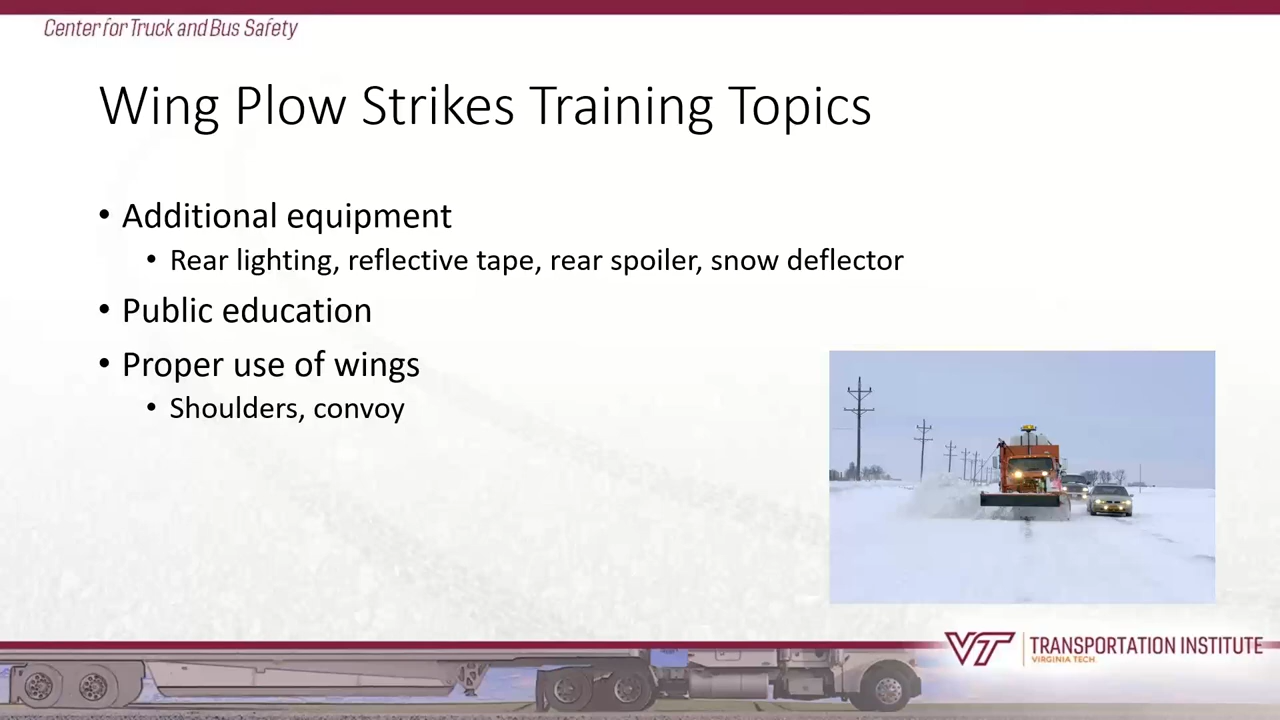 Center for Truck and Bus Safety
Wing Plow Strikes Training Topics
• Additional equipment
• Rear lighting, reflective tape, rear spoiler, snow deflector
• Public education
• Proper use of wings
• Shoulders, convoy
VT TRANSPORTATION INSTITUTE
VIRGINIA TECH